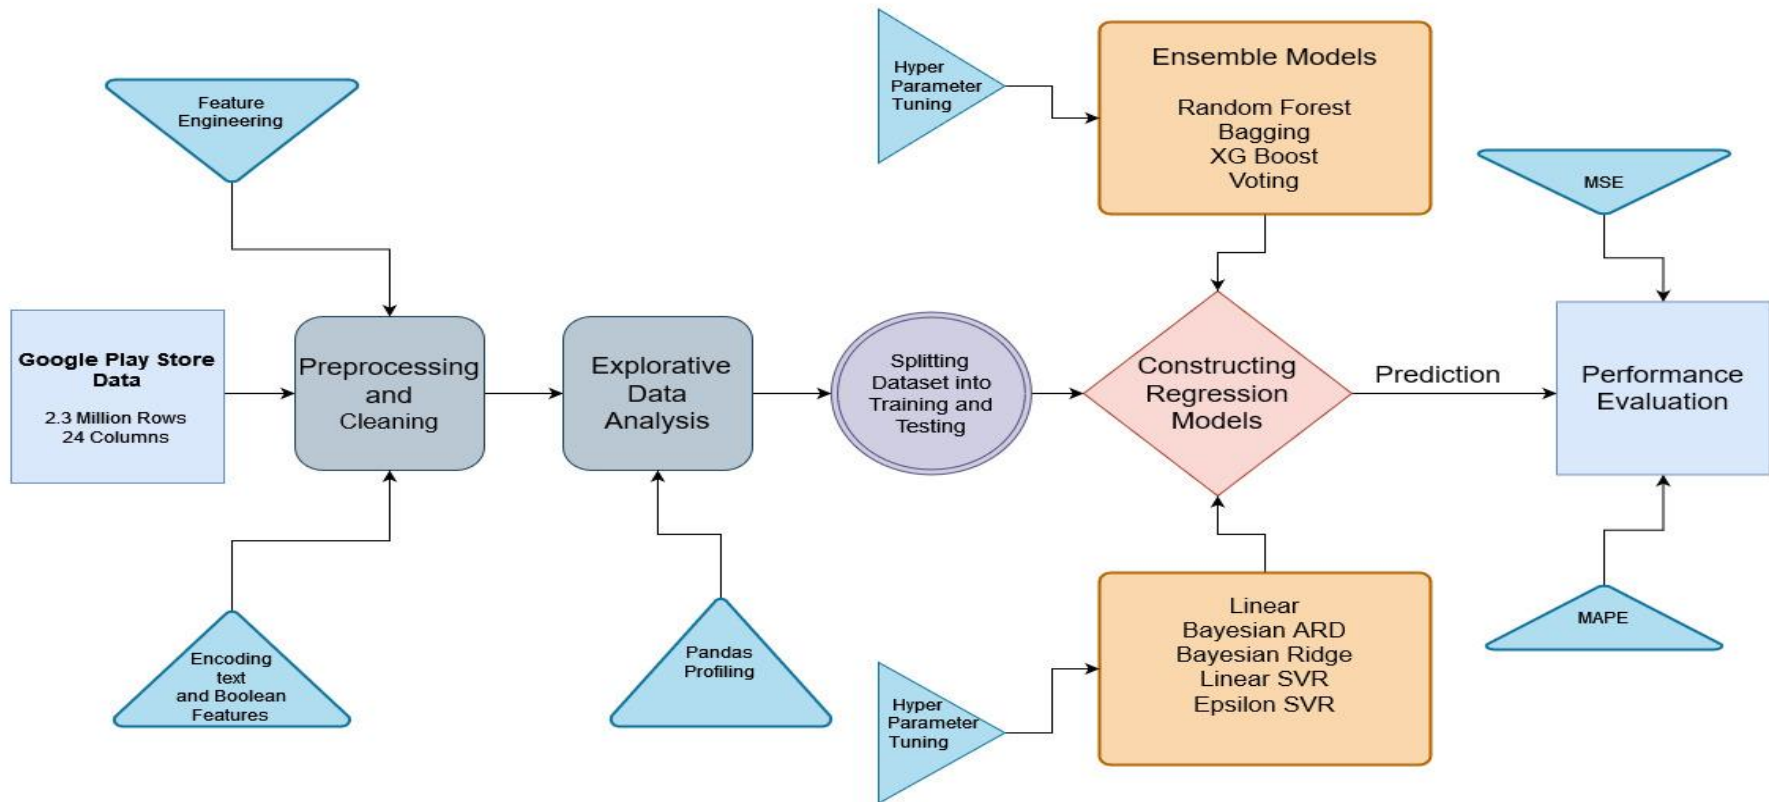 Feature
Engineering
Hyper
Parameter
Tuning
Ensemble Models
Random Forest
Bagging
XG Boost
Voting
MSE
Google Play Store
Data
2.3 Million Rows
24 Columns
Preprocessing
and
Cleaning
Explorative
Data
Analysis
Splitting
Dataset into
Training and
Testing
Constructing
Regression
Models
Prediction
Performance
Evaluation
Encoding
text
and Boolean
Features
Pandas
Profiling
Hyper
Parameter
Tuning
Linear
Bayesian ARD
Bayesian Ridge
Linear SVR
Epsilon SVR
MAPE